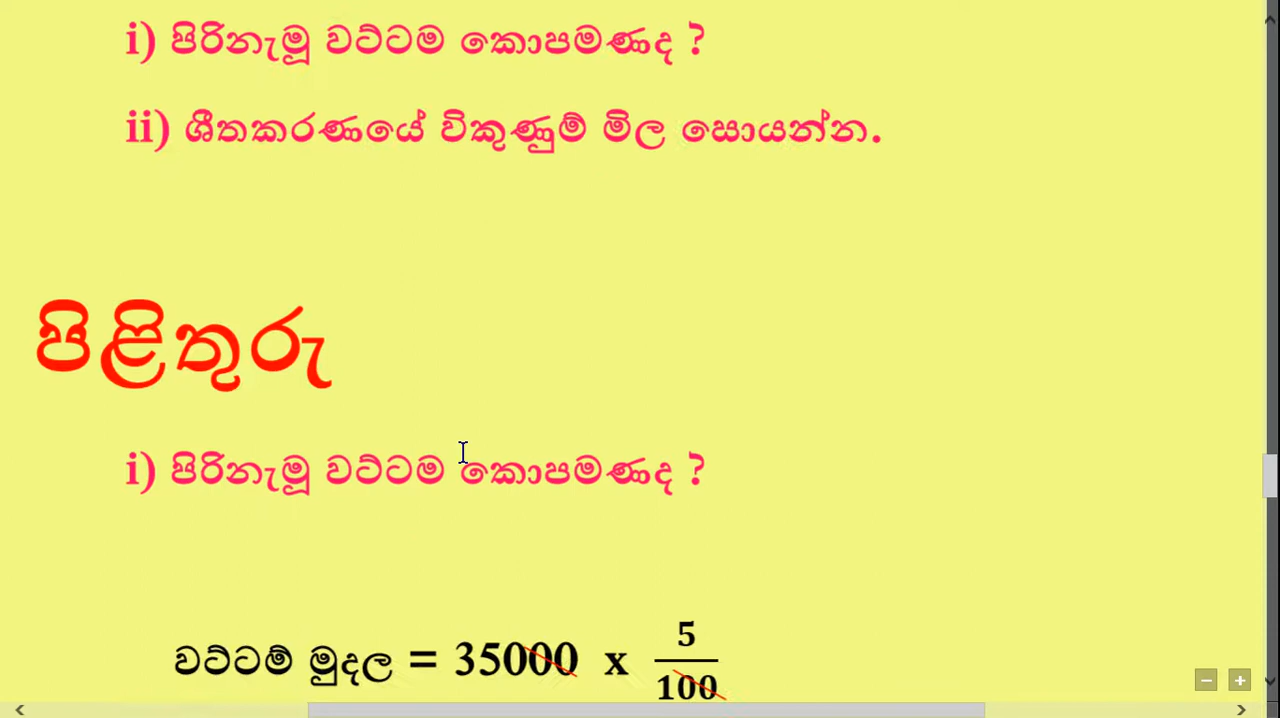 i) පිරිනැමූ වට්ටම කොපමණද ?
ii) ශීතකරණයේ විකුණුම් මිල සොයන්න.
පිළිතුරු
i) පිරිනැමූ වට්ටම කොපමණද ?
වට්ටම් මුදල = 35000 x 5/100